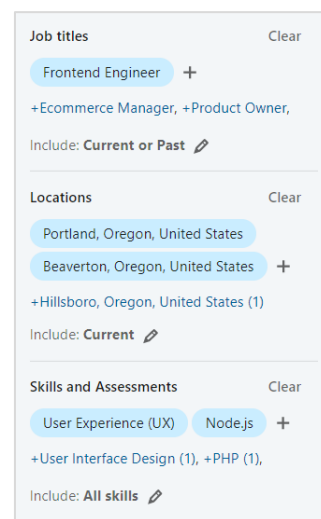 Job titles Clear
Frontend Engineer +
+Ecommerce Manager, +Product Owner,
Include: Current or Past
Locations Clear
Portland, Oregon, United States
Beaverton, Oregon, United States +
+Hillsboro, Oregon, United States (1)
Include: Current
Skills and Assessments Clear
User Experience (UX) Node.js +
+User Interface Design (1), +PHP (1),
Include: All skills